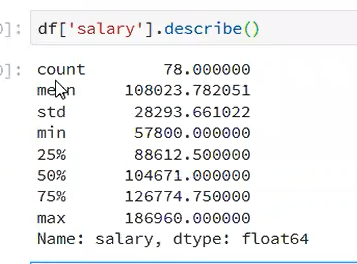 ]: df['salary'].describe()
]: count 78.000000
mean 108023.782051
std 28293.661022
min 57800.000000
25% 88612.500000
50% 104671.000000
75% 126774.750000
max 186960.000000
Name: salary, dtype: float64